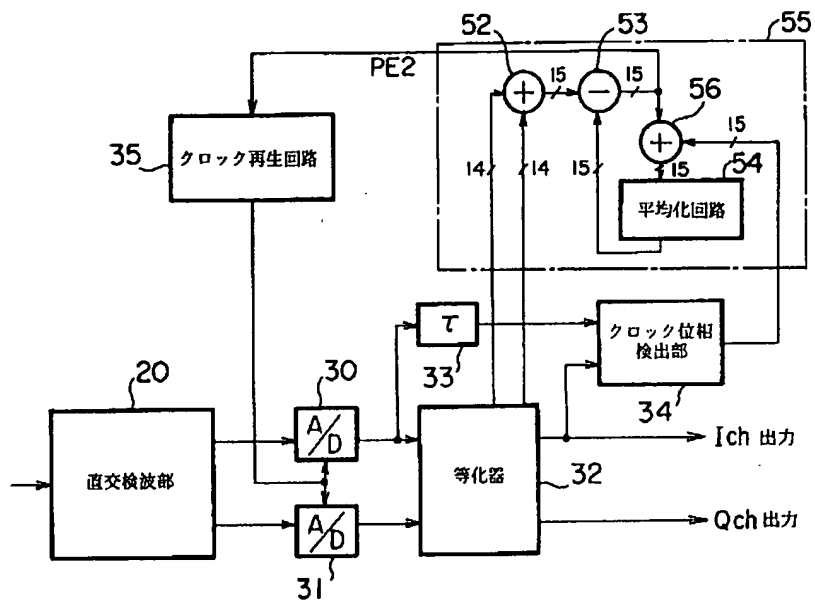 52
53
55
PE2
15
15
56
15
35
クロック再生回路
14
14
15
15
54
平均化回路
τ
33
クロック位相
検出部
34
20
30
A/D
直交検波部
等化器
32
Ich 出力
A/D
31
Qch 出力